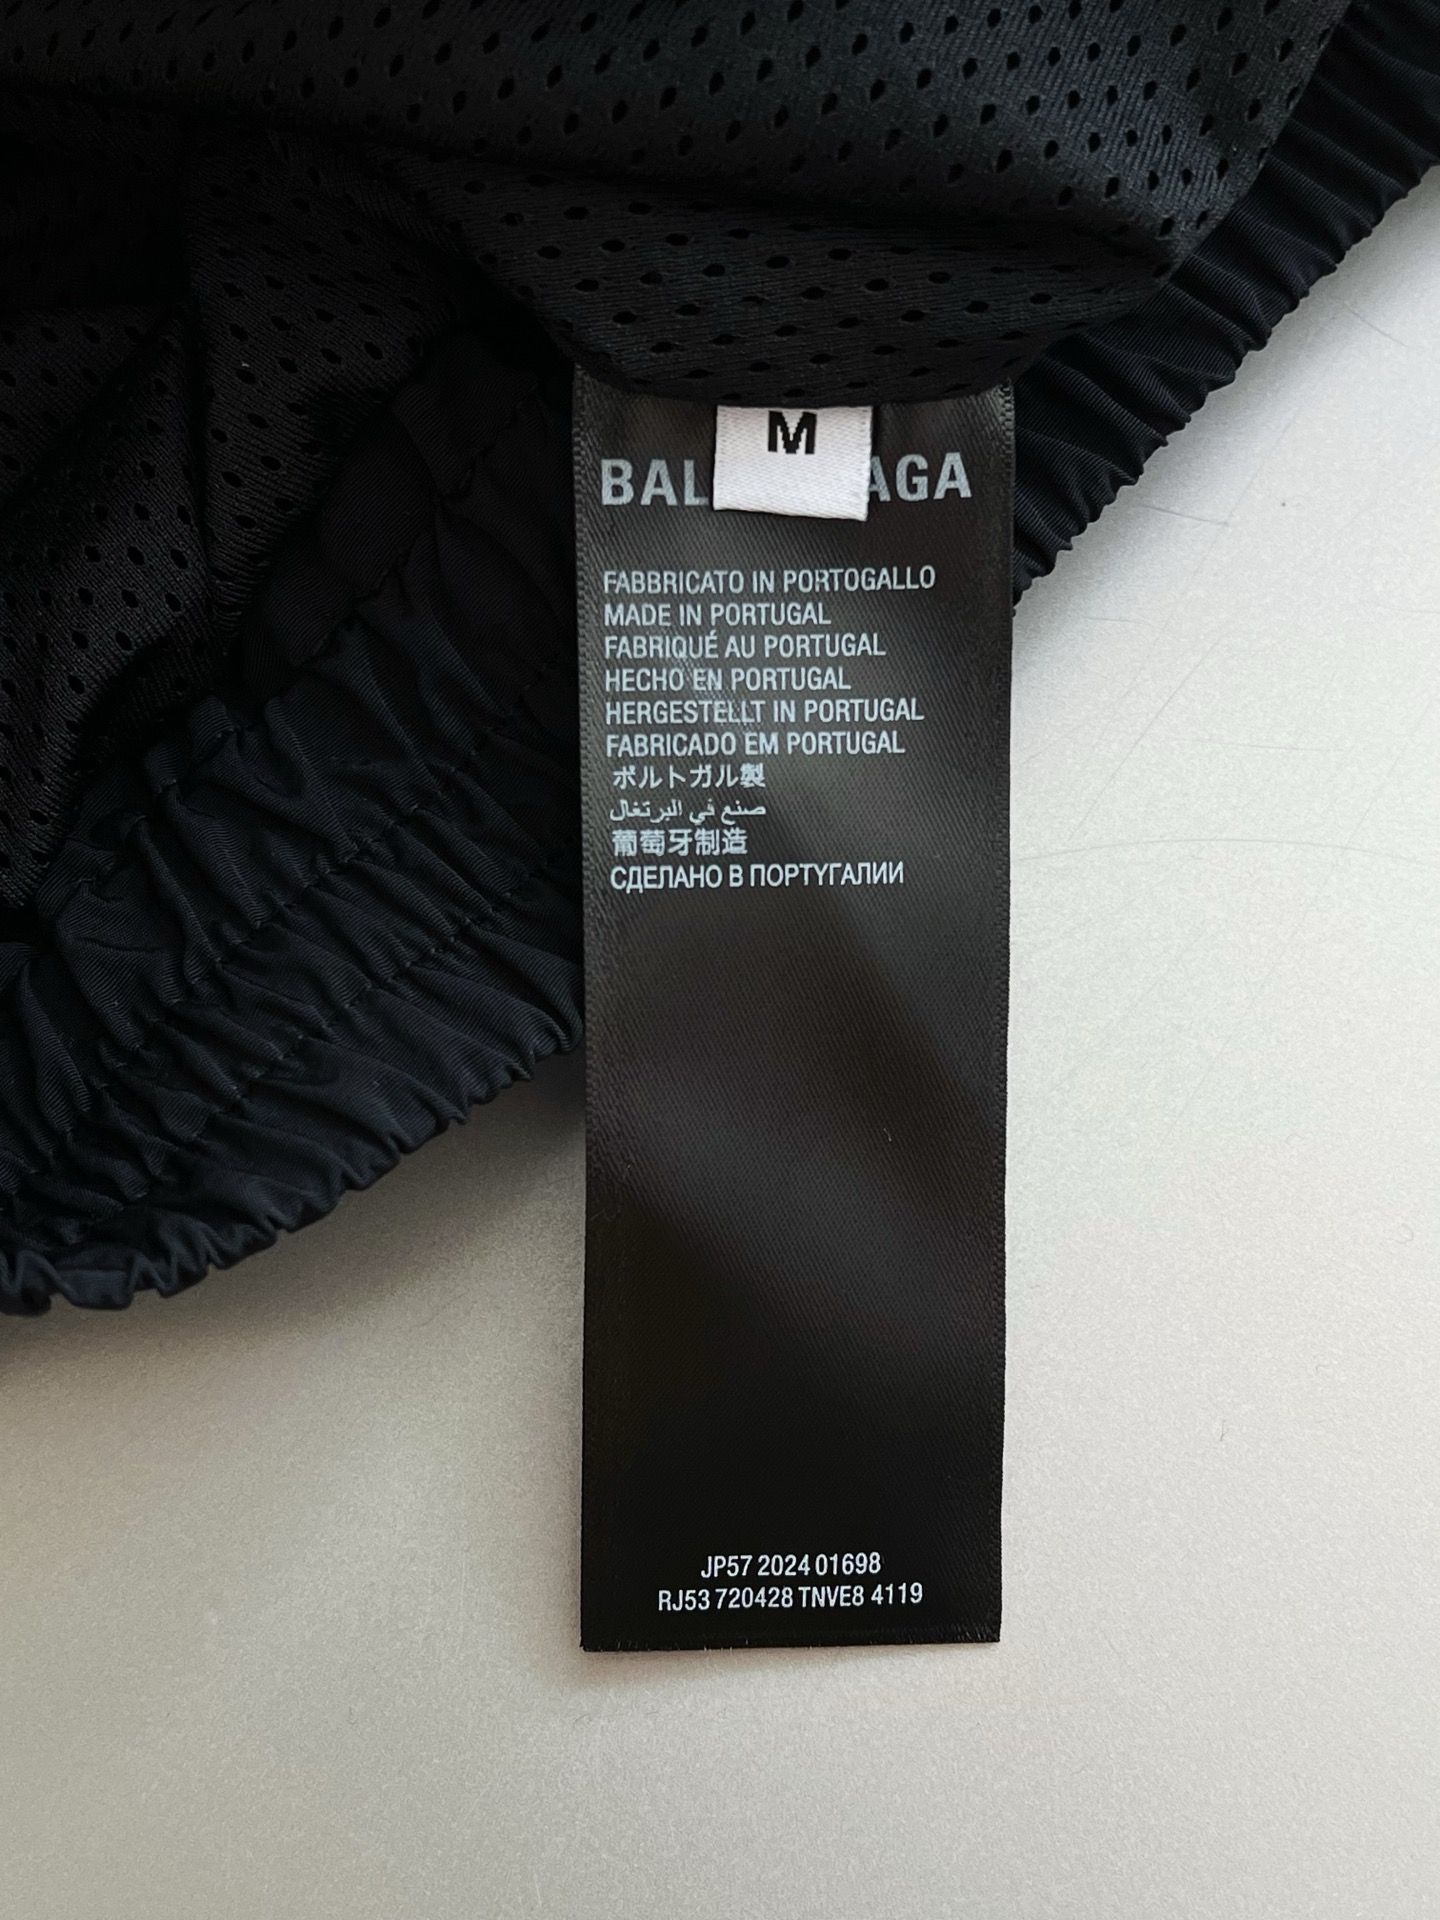 M
BAL AGA
FABBRICATO IN PORTOGALLO
MADE IN PORTUGAL
FABRIQUÉ AU PORTUGAL
HECHO EN PORTUGAL
HERGESTELLT IN PORTUGAL
FABRICADO EM PORTUGAL
ポルトガル製
صنع في البرتغال
葡萄牙制造
СДЕЛАНО В ПОРТУГАЛИИ
JP57 2024 01698
RJ53 720428 TNVE8 4119